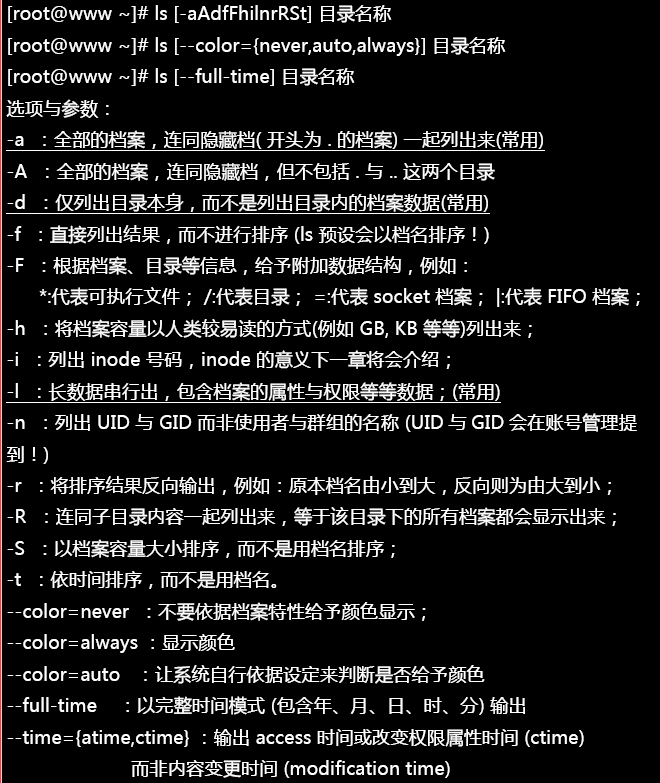 [root@www ~]# ls [-aAdfFhilnrRSt] 目录名称
[root@www ~]# ls [--color={never,auto,always}] 目录名称
[root@www ~]# ls [--full-time] 目录名称
选项与参数：
-a ：全部的档案，连同隐藏档( 开头为 . 的档案) 一起列出来(常用)
-A ：全部的档案，连同隐藏档，但不包括 . 与 .. 这两个目录
-d ：仅列出目录本身，而不是列出目录内的档案数据(常用)
-f ：直接列出结果，而不进行排序 (ls 预设会以档名排序！)
-F ：根据档案、目录等信息，给予附加数据结构，例如：
*:代表可执行文件； /:代表目录； =:代表 socket 档案； |:代表 FIFO 档案；
-h ：将档案容量以人类较易读的方式(例如 GB, KB 等等)列出来；
-i ：列出 inode 号码，inode 的意义下一章将会介绍；
-l ：长数据串行出，包含档案的属性与权限等等数据；(常用)
-n ：列出 UID 与 GID 而非使用者与群组的名称 (UID 与 GID 会在账号管理提
到！)
-r ：将排序结果反向输出，例如：原本档名由小到大，反向则为由大到小；
-R ：连同子目录内容一起列出来，等于该目录下的所有档案都会显示出来；
-S ：以档案容量大小排序，而不是用档名排序；
-t ：依时间排序，而不是用档名。
--color=never ：不要依据档案特性给予颜色显示；
--color=always ：显示颜色
--color=auto ：让系统自行依据设定来判断是否给予颜色
--full-time ：以完整时间模式 (包含年、月、日、时、分) 输出
--time={atime,ctime} ：输出 access 时间或改变权限属性时间 (ctime)
而非内容变更时间 (modification time)